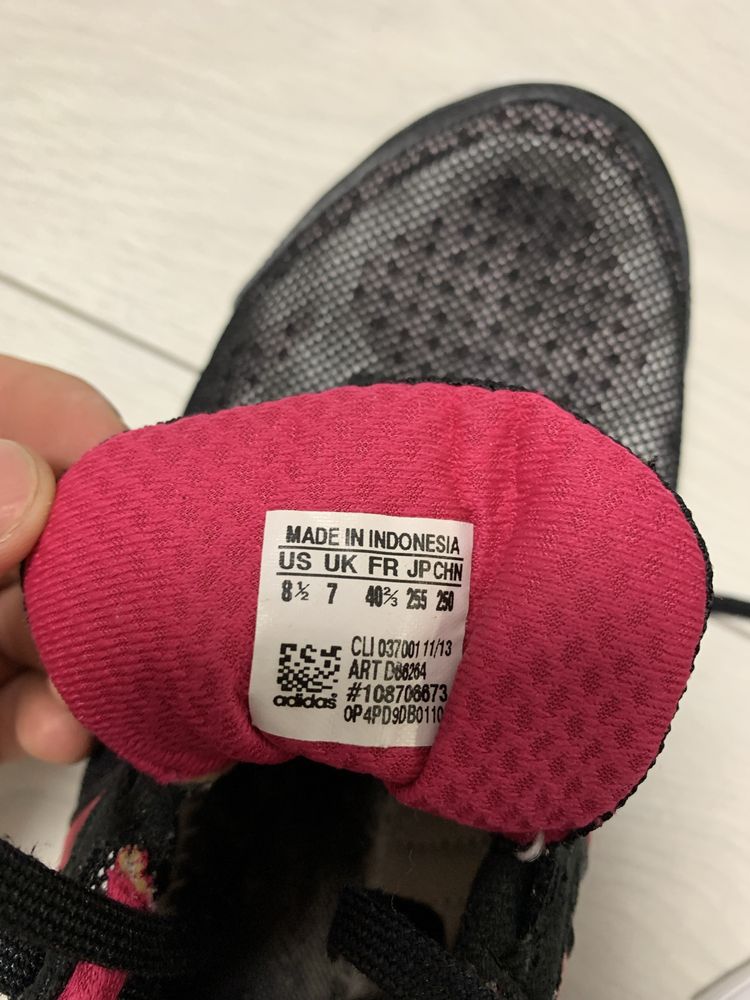 MADE IN INDONESIA
US UK FR JP CHN
8½ 7 40⅔ 255 250
CLI 037001 11/13
ART D66264
#108706673
adidas
0P4PD9DB0110